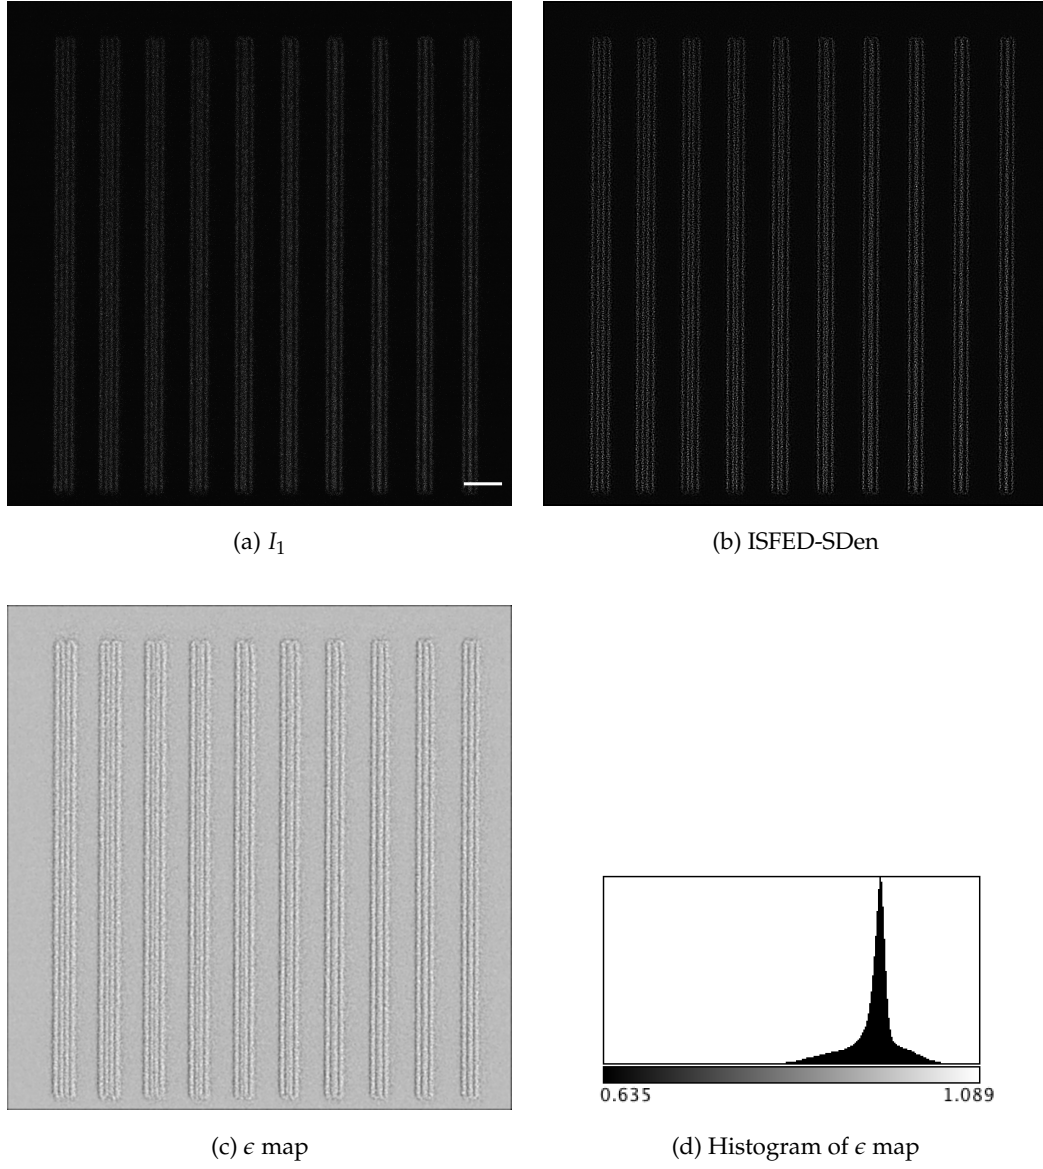 (a) I₁
(b) ISFED-SDen
(c) ϵ map
0.635 1.089
(d) Histogram of ϵ map